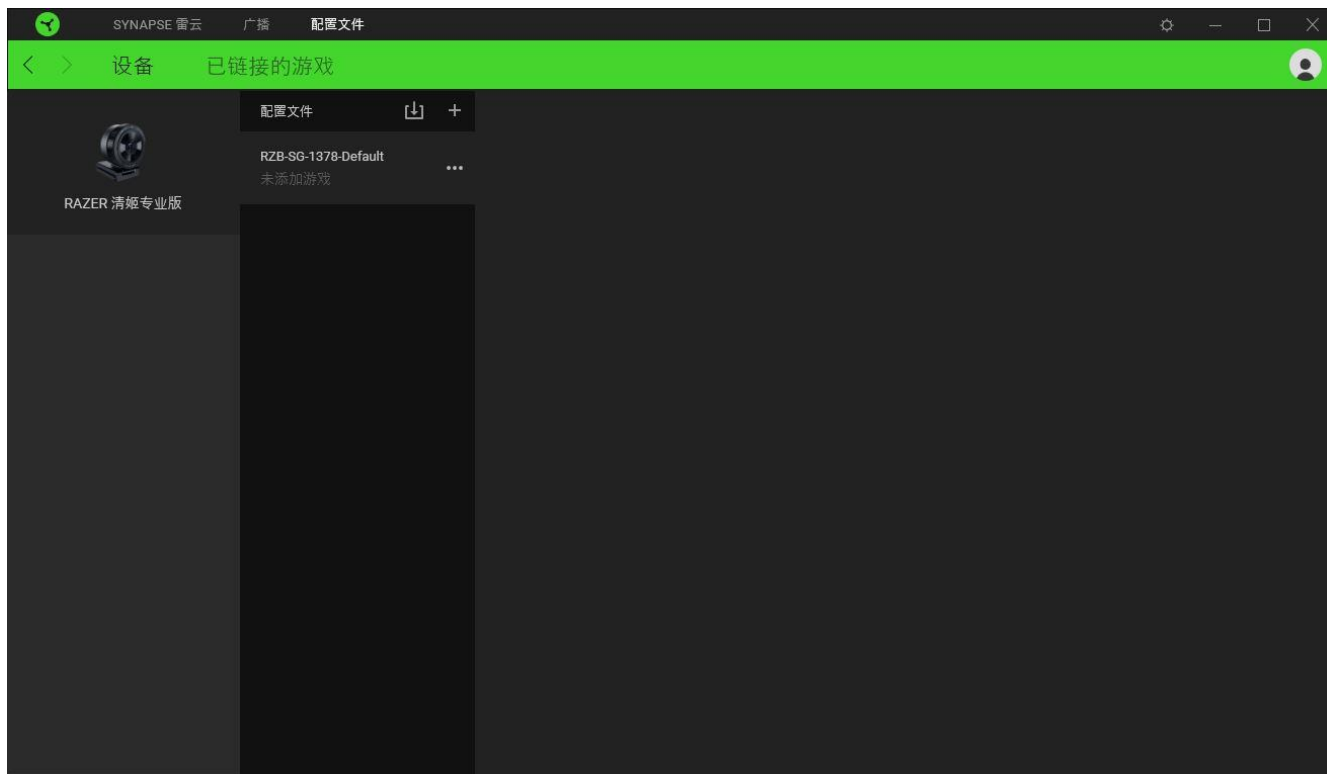 SYNAPSE 雷云 广播 配置文件
设备 已链接的游戏
配置文件
RZB-SG-1378-Default
未添加游戏
RAZER 清姬专业版